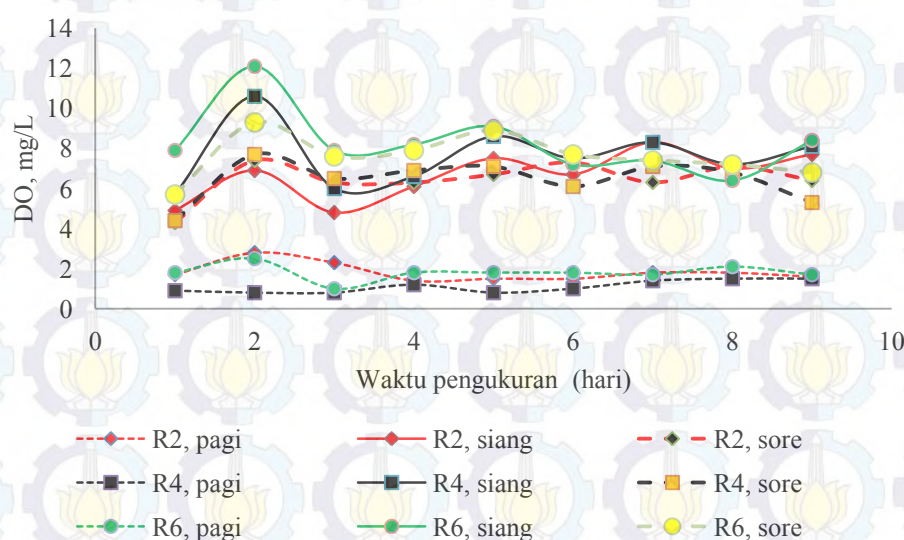 14
12
10
8
6
4
2
0
DO, mg/L
0 2 4 6 8 10
Waktu pengukuran (hari)
R2, pagi R2, siang R2, sore
R4, pagi R4, siang R4, sore
R6, pagi R6, siang R6, sore